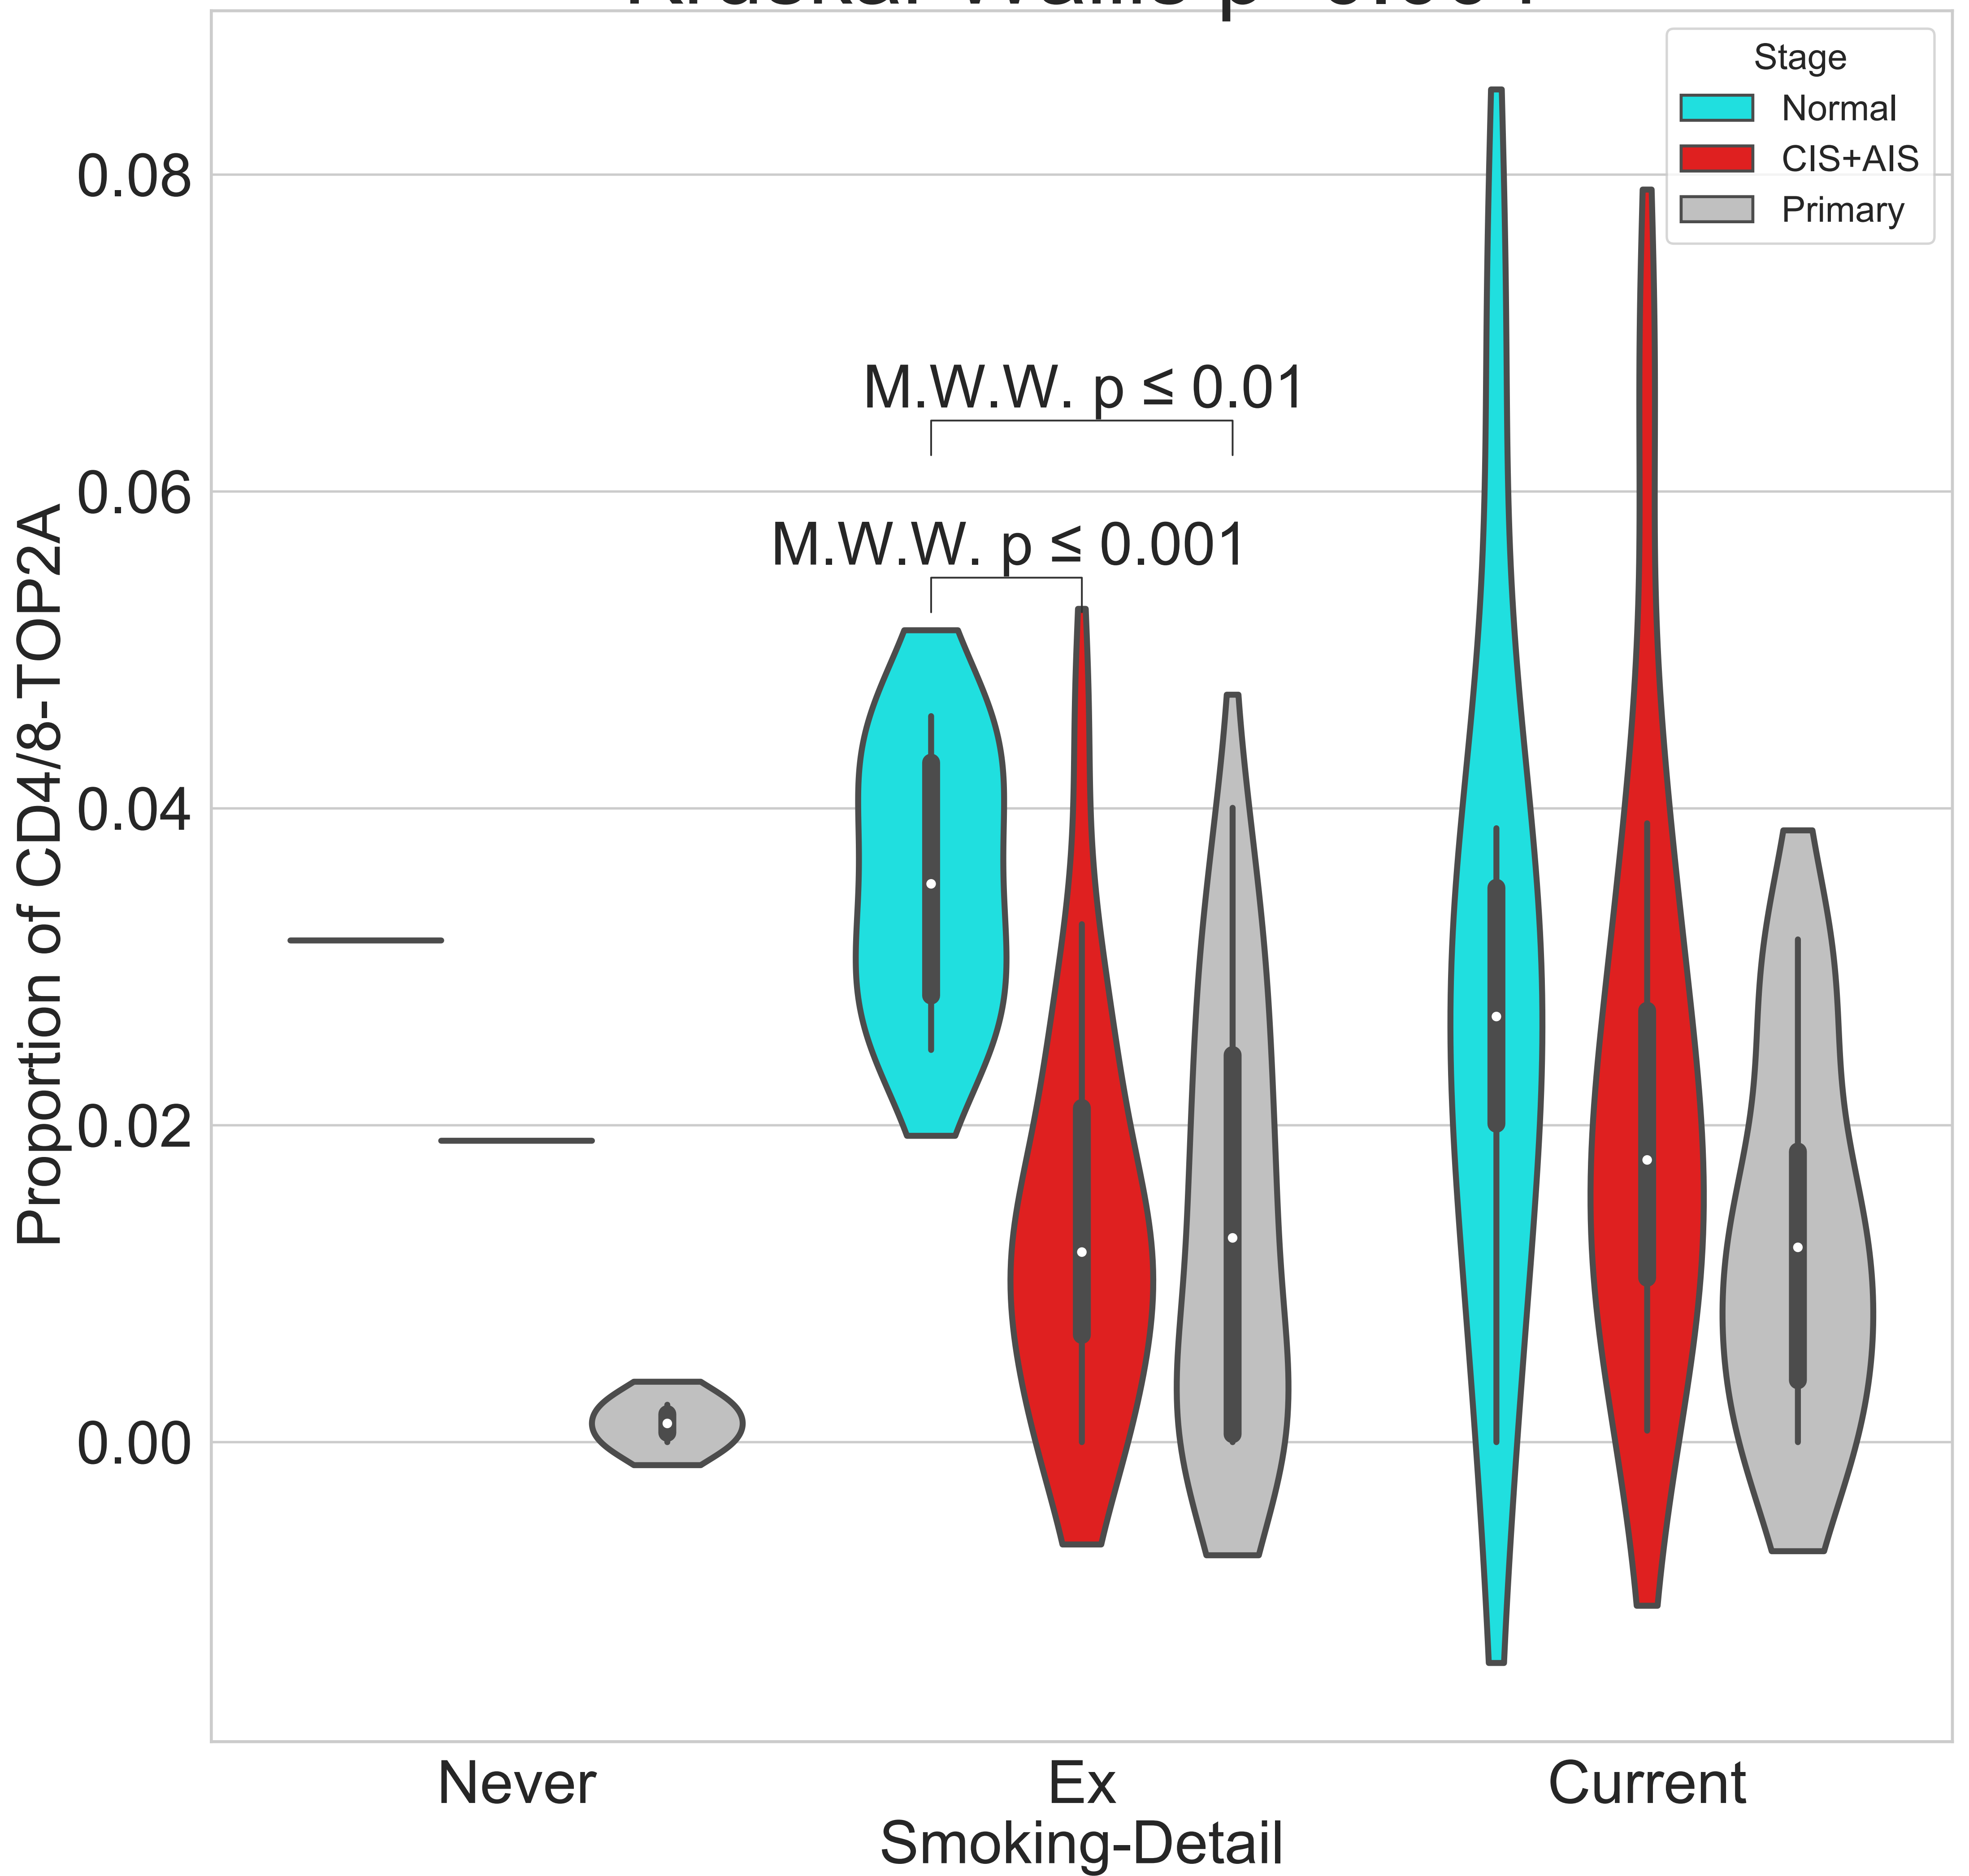 Stage
Normal
CIS+AIS
Primary
0.08
0.06
0.04
0.02
0.00
Proportion of CD4/8-TOP2A
M.W.W. p ≤ 0.01
M.W.W. p ≤ 0.001
Never
Ex
Current
Smoking-Detail